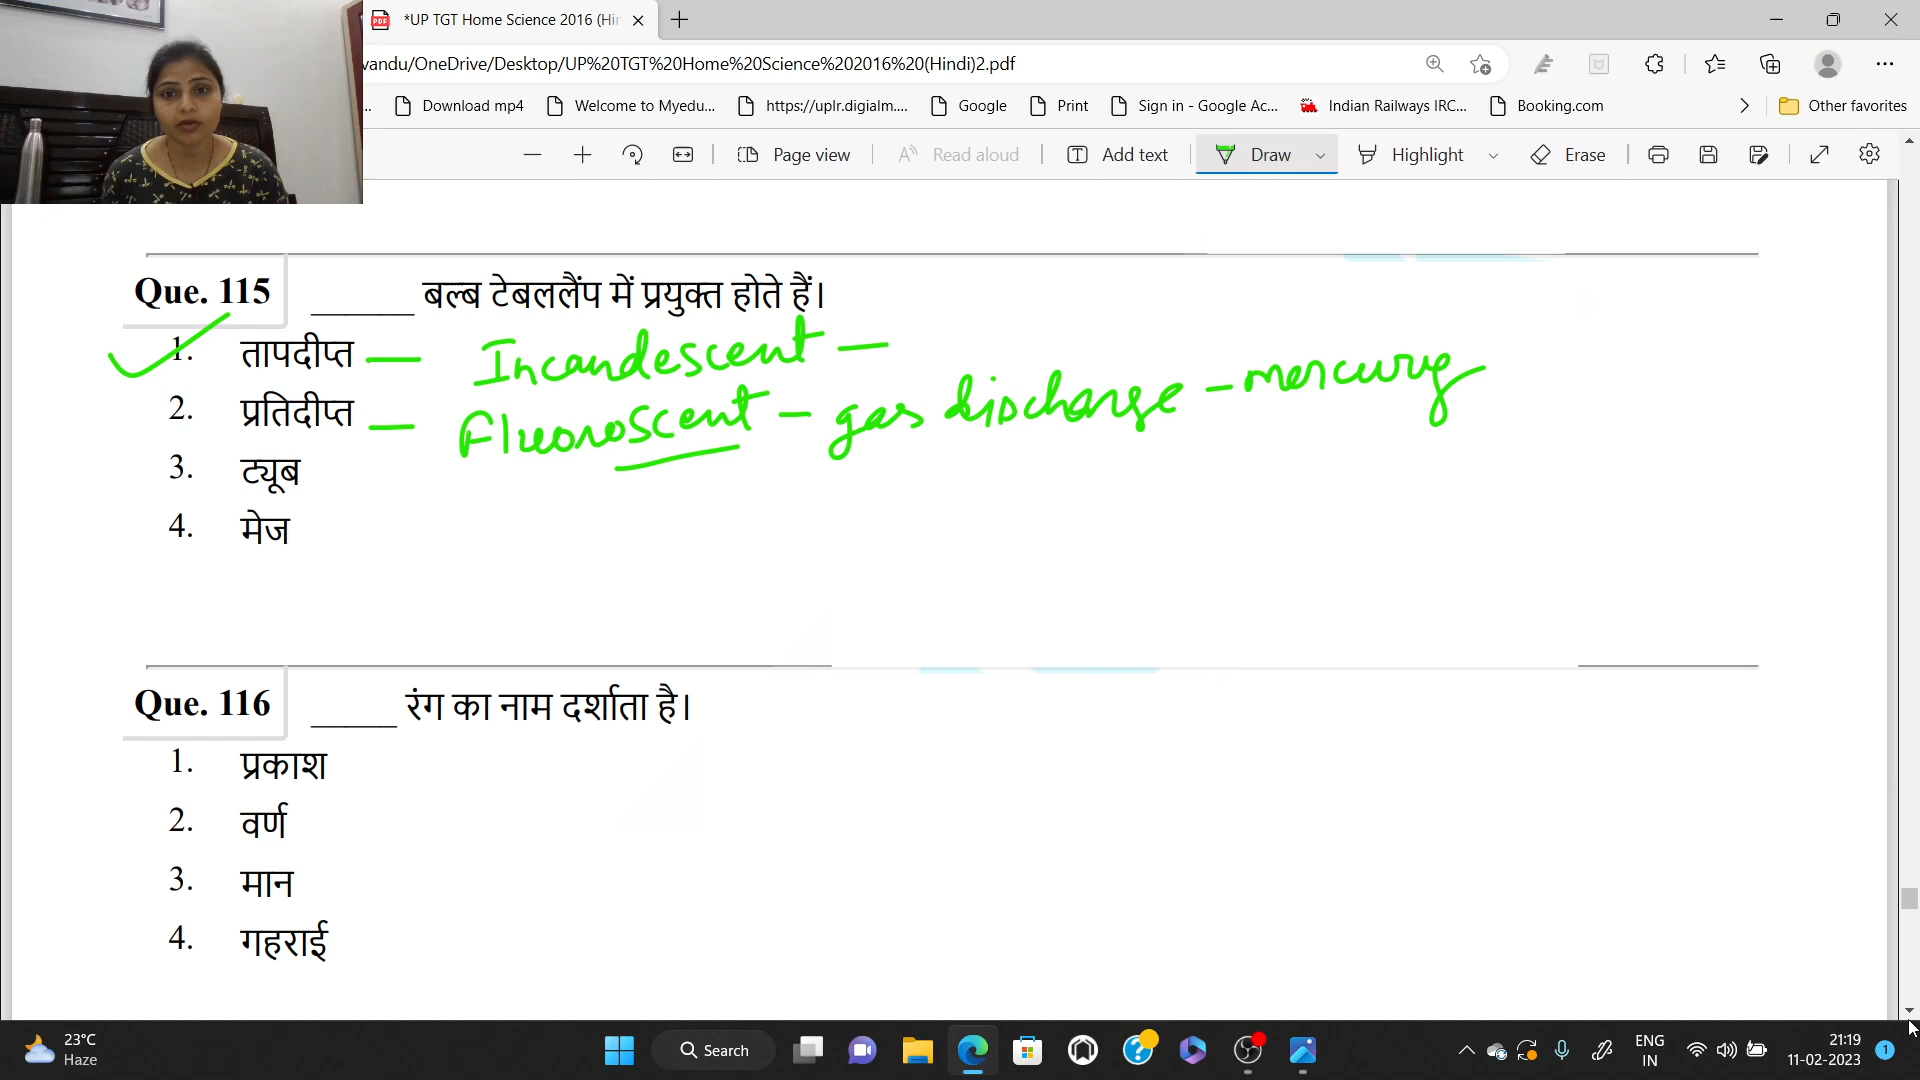 *UP TGT Home Science 2016 (Hi
vandu/OneDrive/Desktop/UP%20TGT%20Home%20Science%202016%20(Hindi)2.pdf
Download mp4 Welcome to Myedu... https://uplr.digialm.... Google Print Sign in - Google Ac... Indian Railways IRC... Booking.com Other favorites
Page view Read aloud Add text Draw Highlight Erase
Que. 115 ______ बल्ब टेबललैंप में प्रयुक्त होते हैं।
1. तापदीप्त — Incandescent —
2. प्रतिदीप्त — Fluoroscent — gas discharge - mercury
3. ट्यूब
4. मेज
Que. 116 _____ रंग का नाम दर्शाता है।
1. प्रकाश
2. वर्ण
3. मान
4. गहराई
23°C
Haze
Search
ENG
IN
21:19
11-02-2023
1